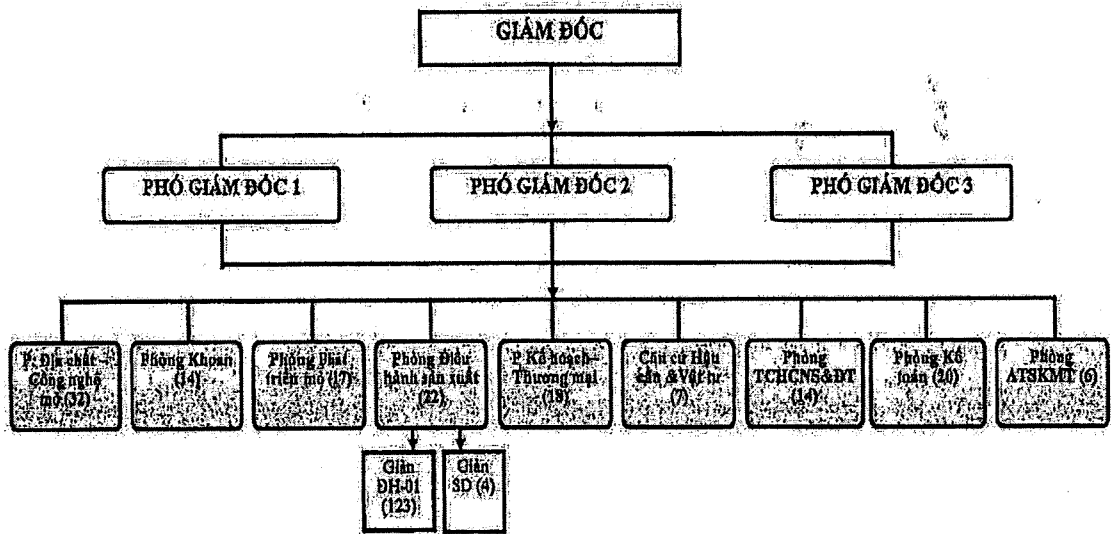 GIÁM ĐỐC
PHÓ GIÁM ĐỐC 1
PHÓ GIÁM ĐỐC 2
PHÓ GIÁM ĐỐC 3
P. Địa chất –
Công nghệ
mỏ (32)
Phòng Khoan
(14)
Phòng Phát
triển mỏ (17)
Phòng Điều
hành sản xuất
(22)
P. Kế hoạch–
Thương mại
(18)
Căn cứ Hậu
cần &Vật tư
(7)
Phòng
TCHCNS&ĐT
(14)
Phòng Kế
toán (20)
Phòng
ATSKMT (6)
Giàn
ĐH-01
(123)
Giàn
SD (4)